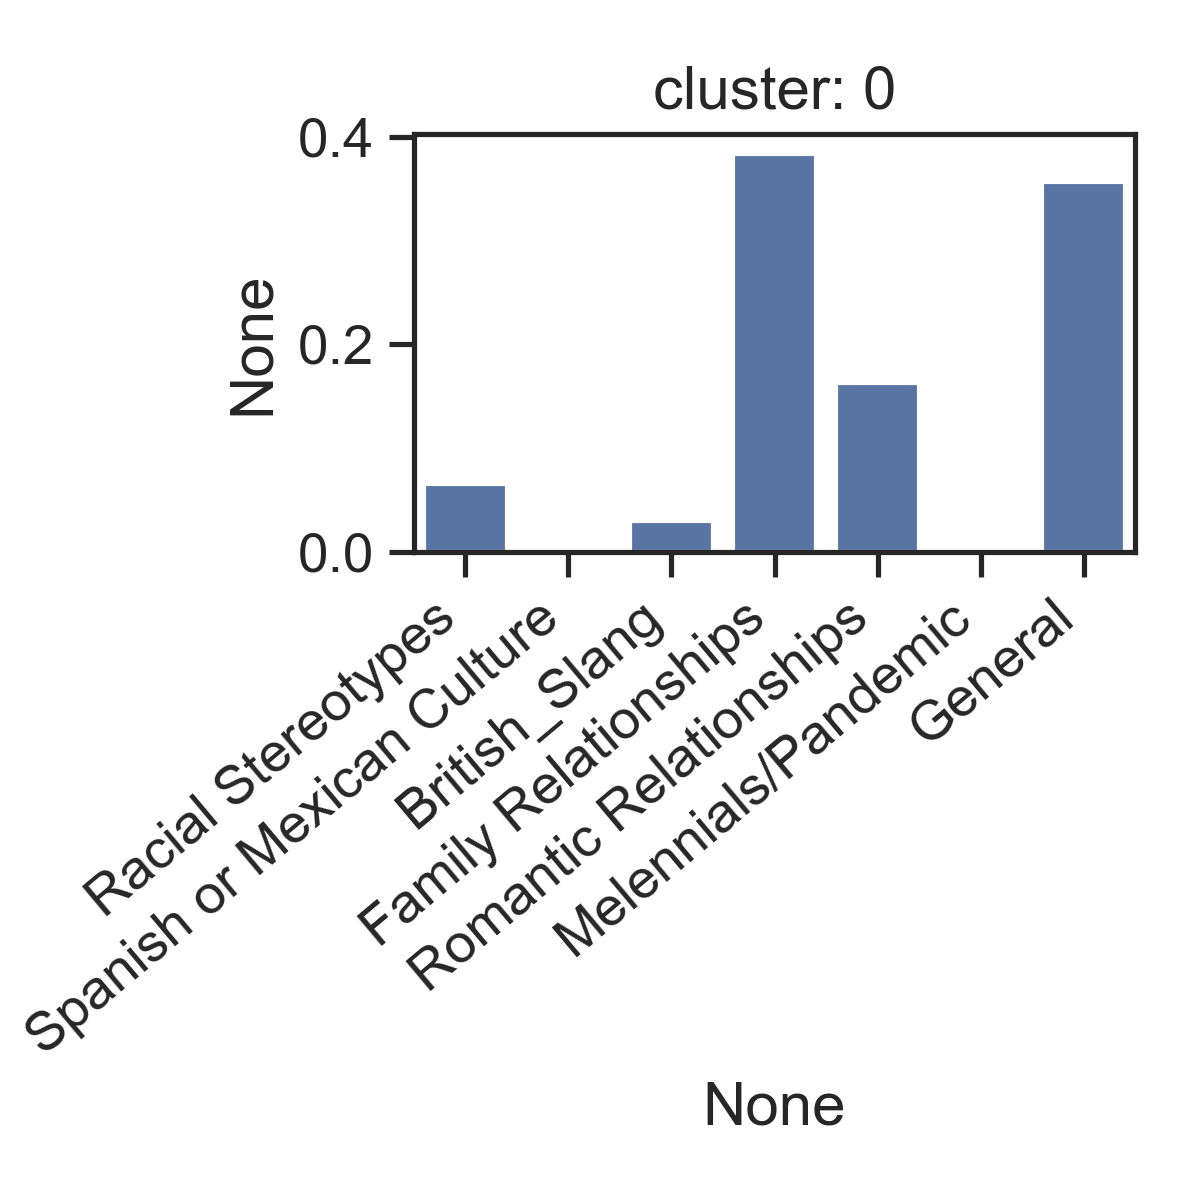 cluster: 0
0.4
0.2
0.0
None
Racial Stereotypes
Spanish or Mexican Culture
British_Slang
Family Relationships
Romantic Relationships
Melennials/Pandemic
General
None